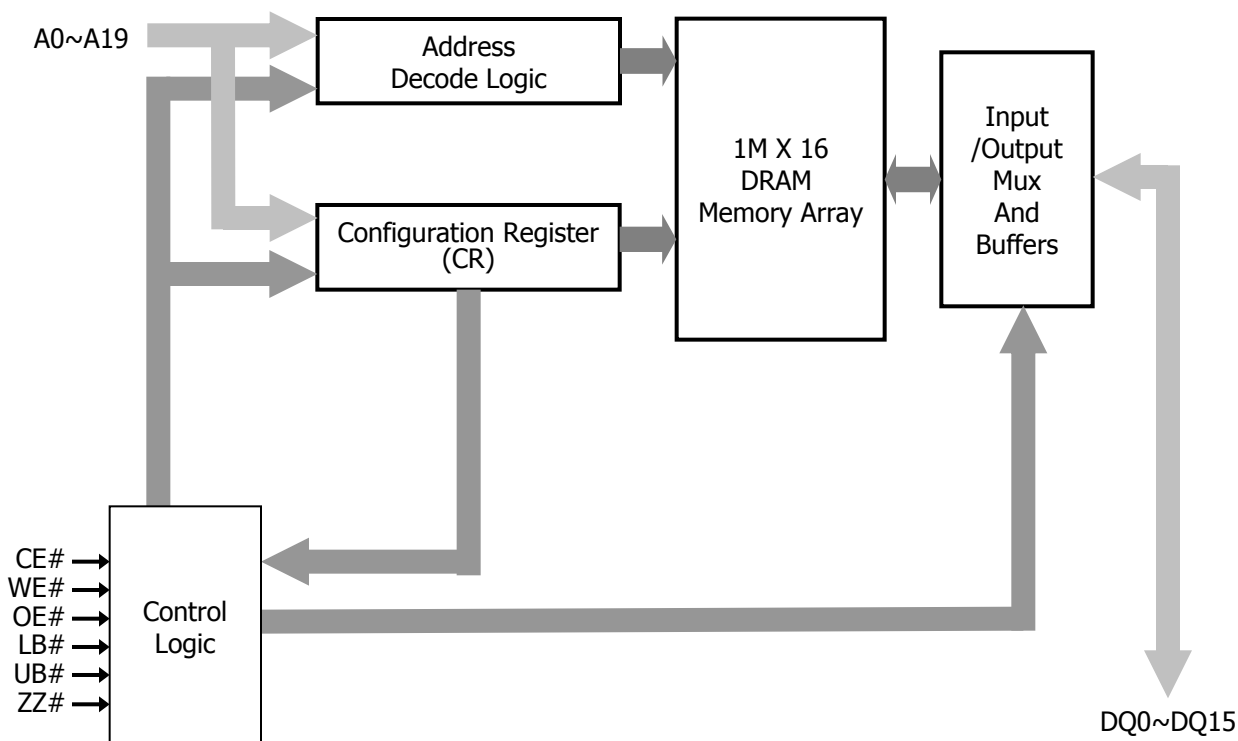 A0~A19
Address
Decode Logic
1M X 16
DRAM
Memory Array
Input
/Output
Mux
And
Buffers
Configuration Register
(CR)
CE#
WE#
OE#
LB#
UB#
ZZ#
Control
Logic
DQ0~DQ15